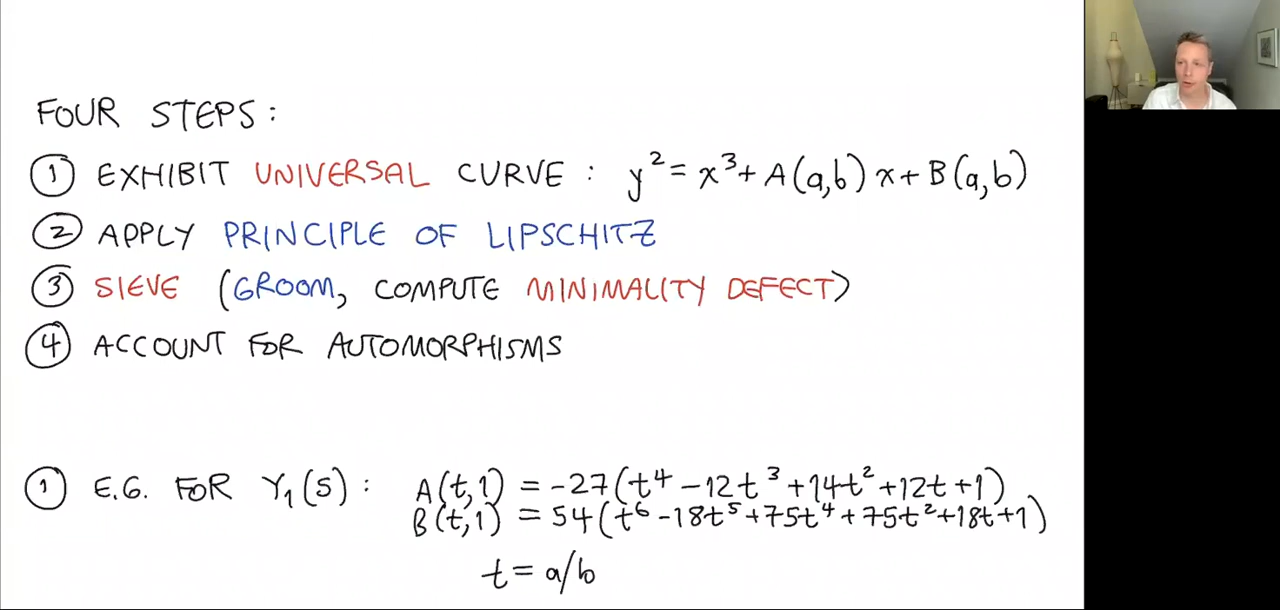 FOUR STEPS:
① EXHIBIT UNIVERSAL CURVE : y² = x³ + A(a,b) x + B(a,b)
② APPLY PRINCIPLE OF LIPSCHITZ
③ SIEVE (GROOM, COMPUTE MINIMALITY DEFECT)
④ ACCOUNT FOR AUTOMORPHISMS
① E.G. FOR Y₁(5) : A(t,1) = -27(t⁴ - 12t³ + 14t² + 12t + 1)
B(t,1) = 54(t⁶ - 18t⁵ + 75t⁴ + 75t² + 18t + 1)
t = a/b